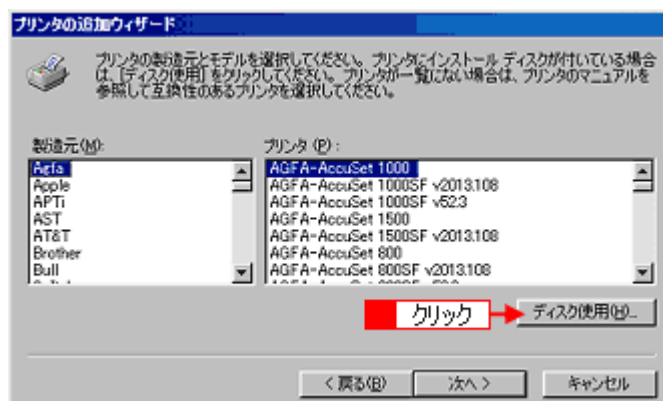 プリンタの追加ウィザード
プリンタの製造元とモデルを選択してください。プリンタにインストール ディスクが付いている場合
は、[ディスク使用] をクリックしてください。プリンタが一覧にない場合は、プリンタのマニュアルを
参照して互換性のあるプリンタを選択してください。
製造元(M):
プリンタ(P):
Agfa
Apple
APTi
AST
AT&T
Brother
Bull
AGFA-AccuSet 1000
AGFA-AccuSet 1000SF v2013.108
AGFA-AccuSet 1000SF v52.3
AGFA-AccuSet 1500
AGFA-AccuSet 1500SF v2013.108
AGFA-AccuSet 800
AGFA-AccuSet 800SF v2013.108
クリック
ディスク使用(H)...
< 戻る(B)
次へ >
キャンセル